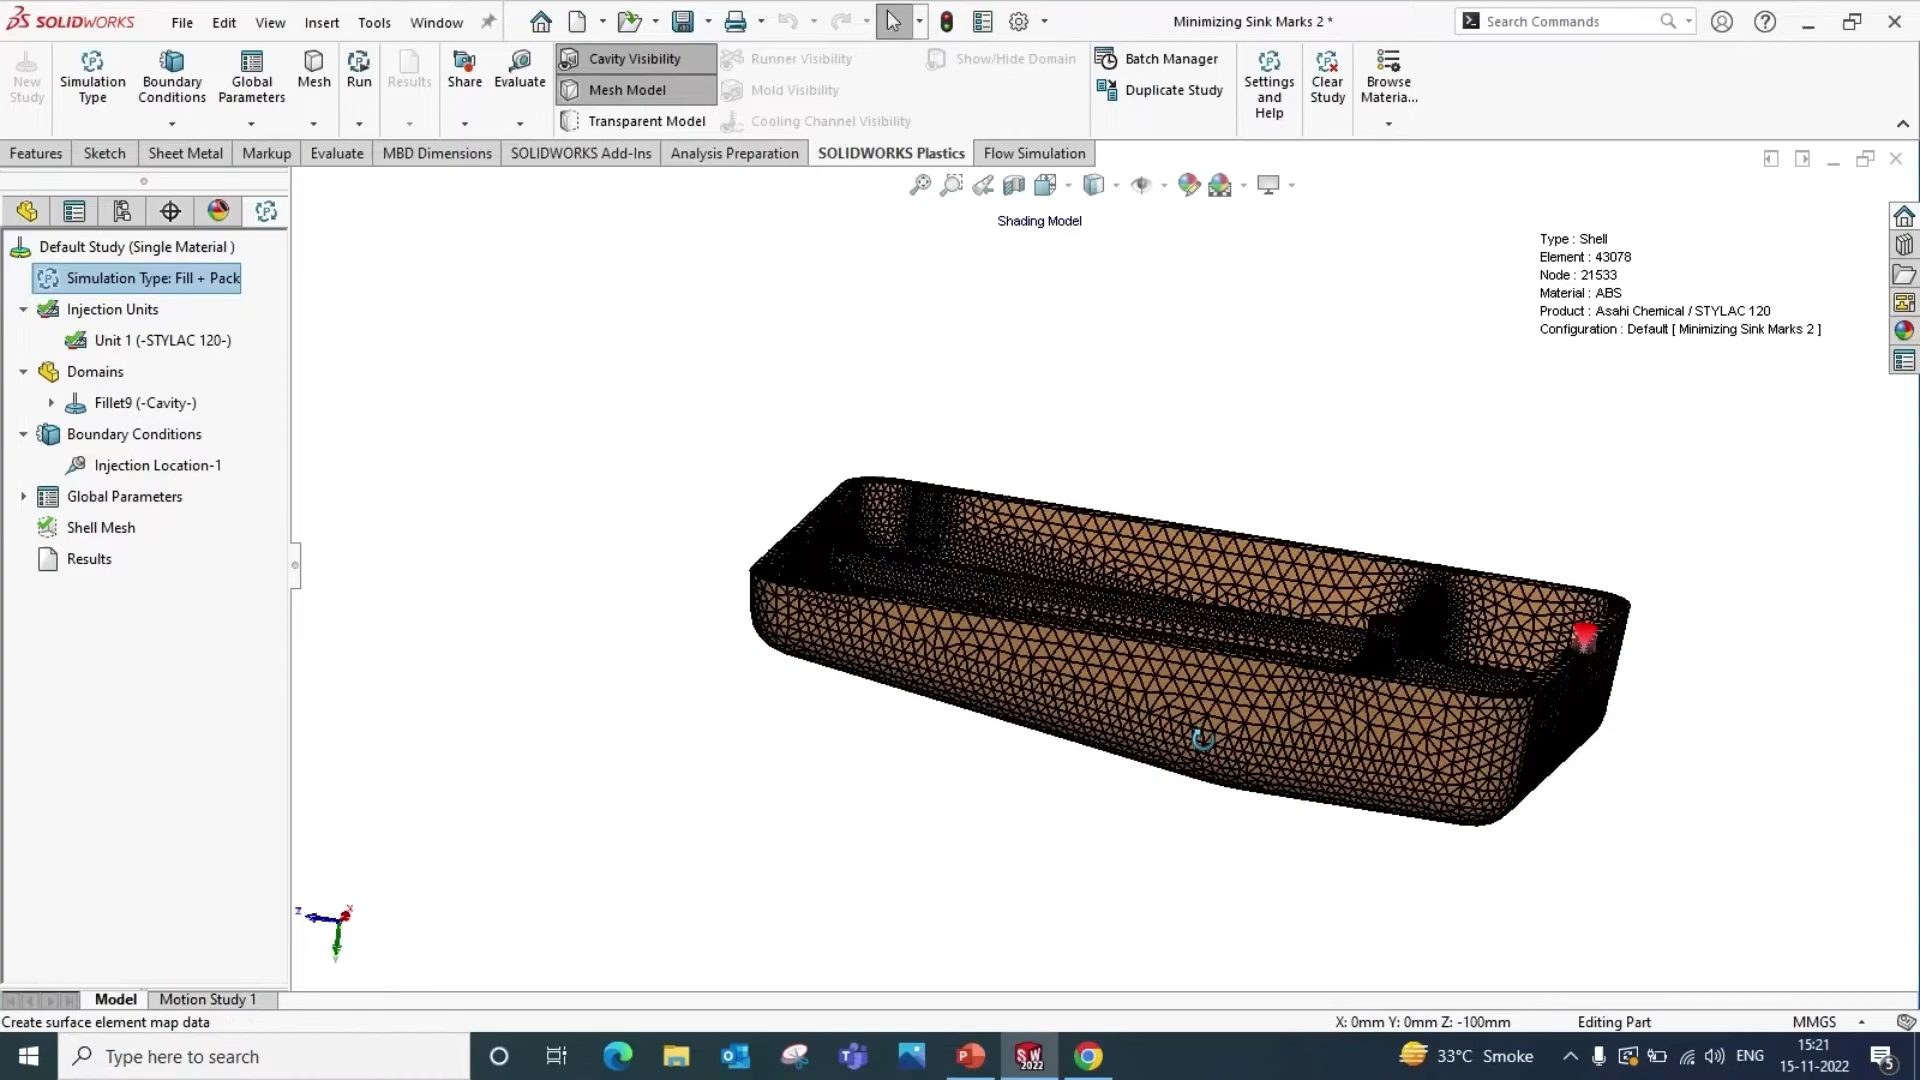 SOLIDWORKS File Edit View Insert Tools Window Minimizing Sink Marks 2 * Search Commands
New Study
Simulation Type
Boundary Conditions
Global Parameters
Mesh
Run
Results
Share
Evaluate
Cavity Visibility
Mesh Model
Transparent Model
Runner Visibility
Mold Visibility
Cooling Channel Visibility
Show/Hide Domain
Batch Manager
Duplicate Study
Settings and Help
Clear Study
Browse Materia...
Features Sketch Sheet Metal Markup Evaluate MBD Dimensions SOLIDWORKS Add-Ins Analysis Preparation SOLIDWORKS Plastics Flow Simulation
Default Study (Single Material )
Simulation Type: Fill + Pack
Injection Units
Unit 1 (-STYLAC 120-)
Domains
Fillet9 (-Cavity-)
Boundary Conditions
Injection Location-1
Global Parameters
Shell Mesh
Results
Shading Model
Type : Shell
Element : 43078
Node : 21533
Material : ABS
Product : Asahi Chemical / STYLAC 120
Configuration : Default [ Minimizing Sink Marks 2 ]
Z X
Y
Model Motion Study 1
Create surface element map data X: 0mm Y: 0mm Z: -100mm Editing Part MMGS
Type here to search
SW 2022
33°C Smoke ENG
15:21
15-11-2022
5